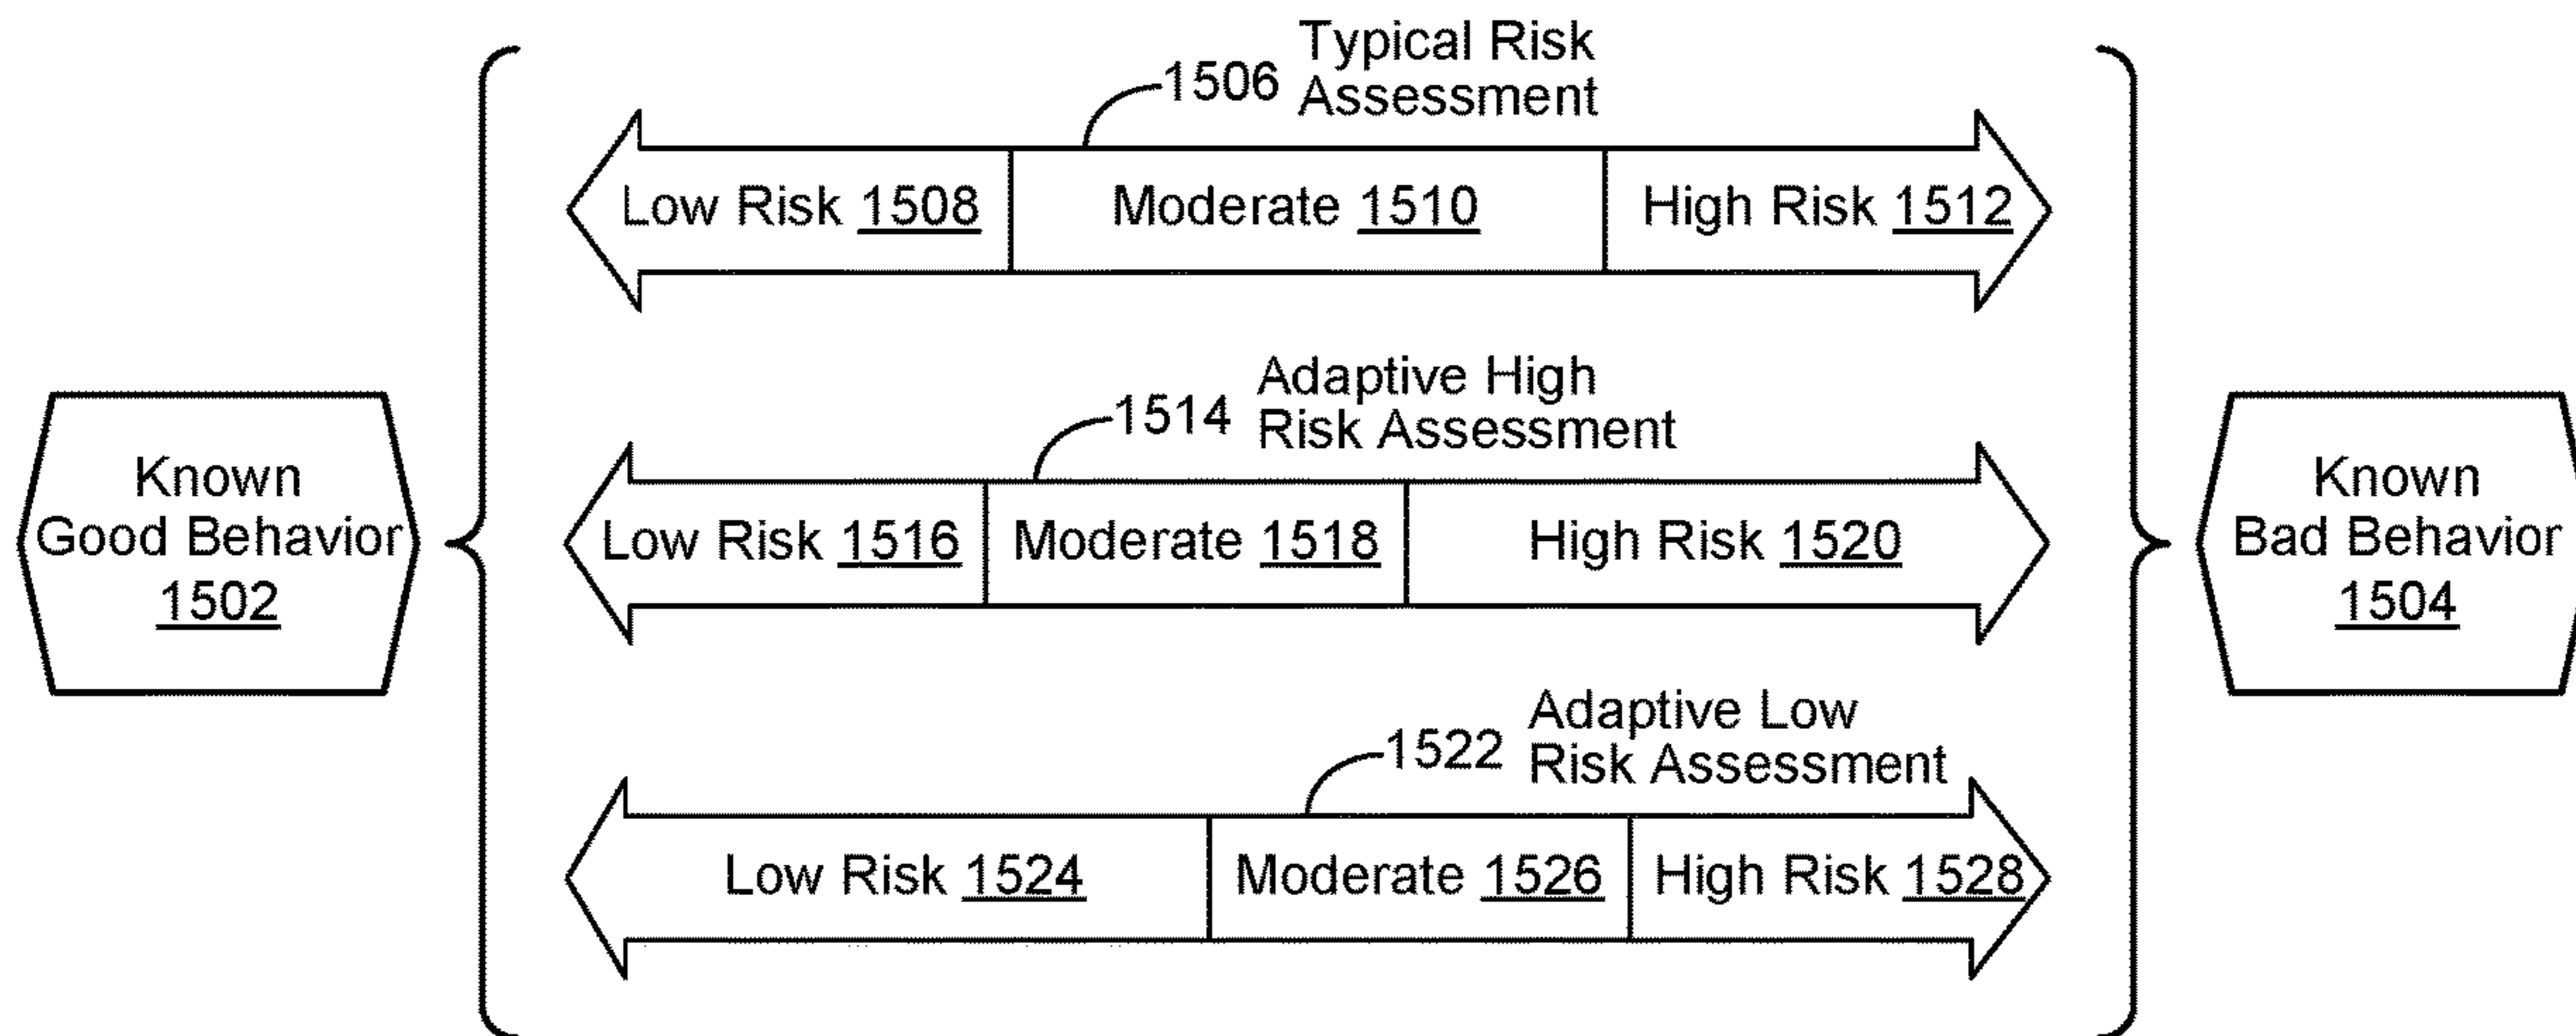 Typical Risk
1506 Assessment
Low Risk 1508 Moderate 1510 High Risk 1512
Adaptive High
1514 Risk Assessment
Known
Good Behavior
1502
Low Risk 1516 Moderate 1518 High Risk 1520
Known
Bad Behavior
1504
Adaptive Low
1522 Risk Assessment
Low Risk 1524 Moderate 1526 High Risk 1528